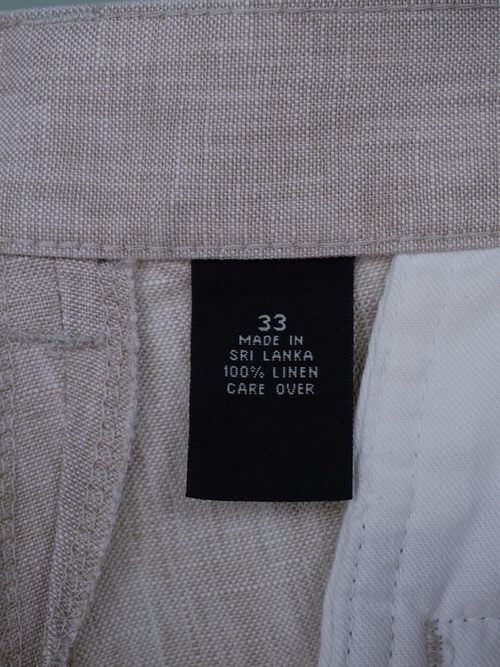 33
MADE IN
SRI LANKA
100% LINEN
CARE OVER